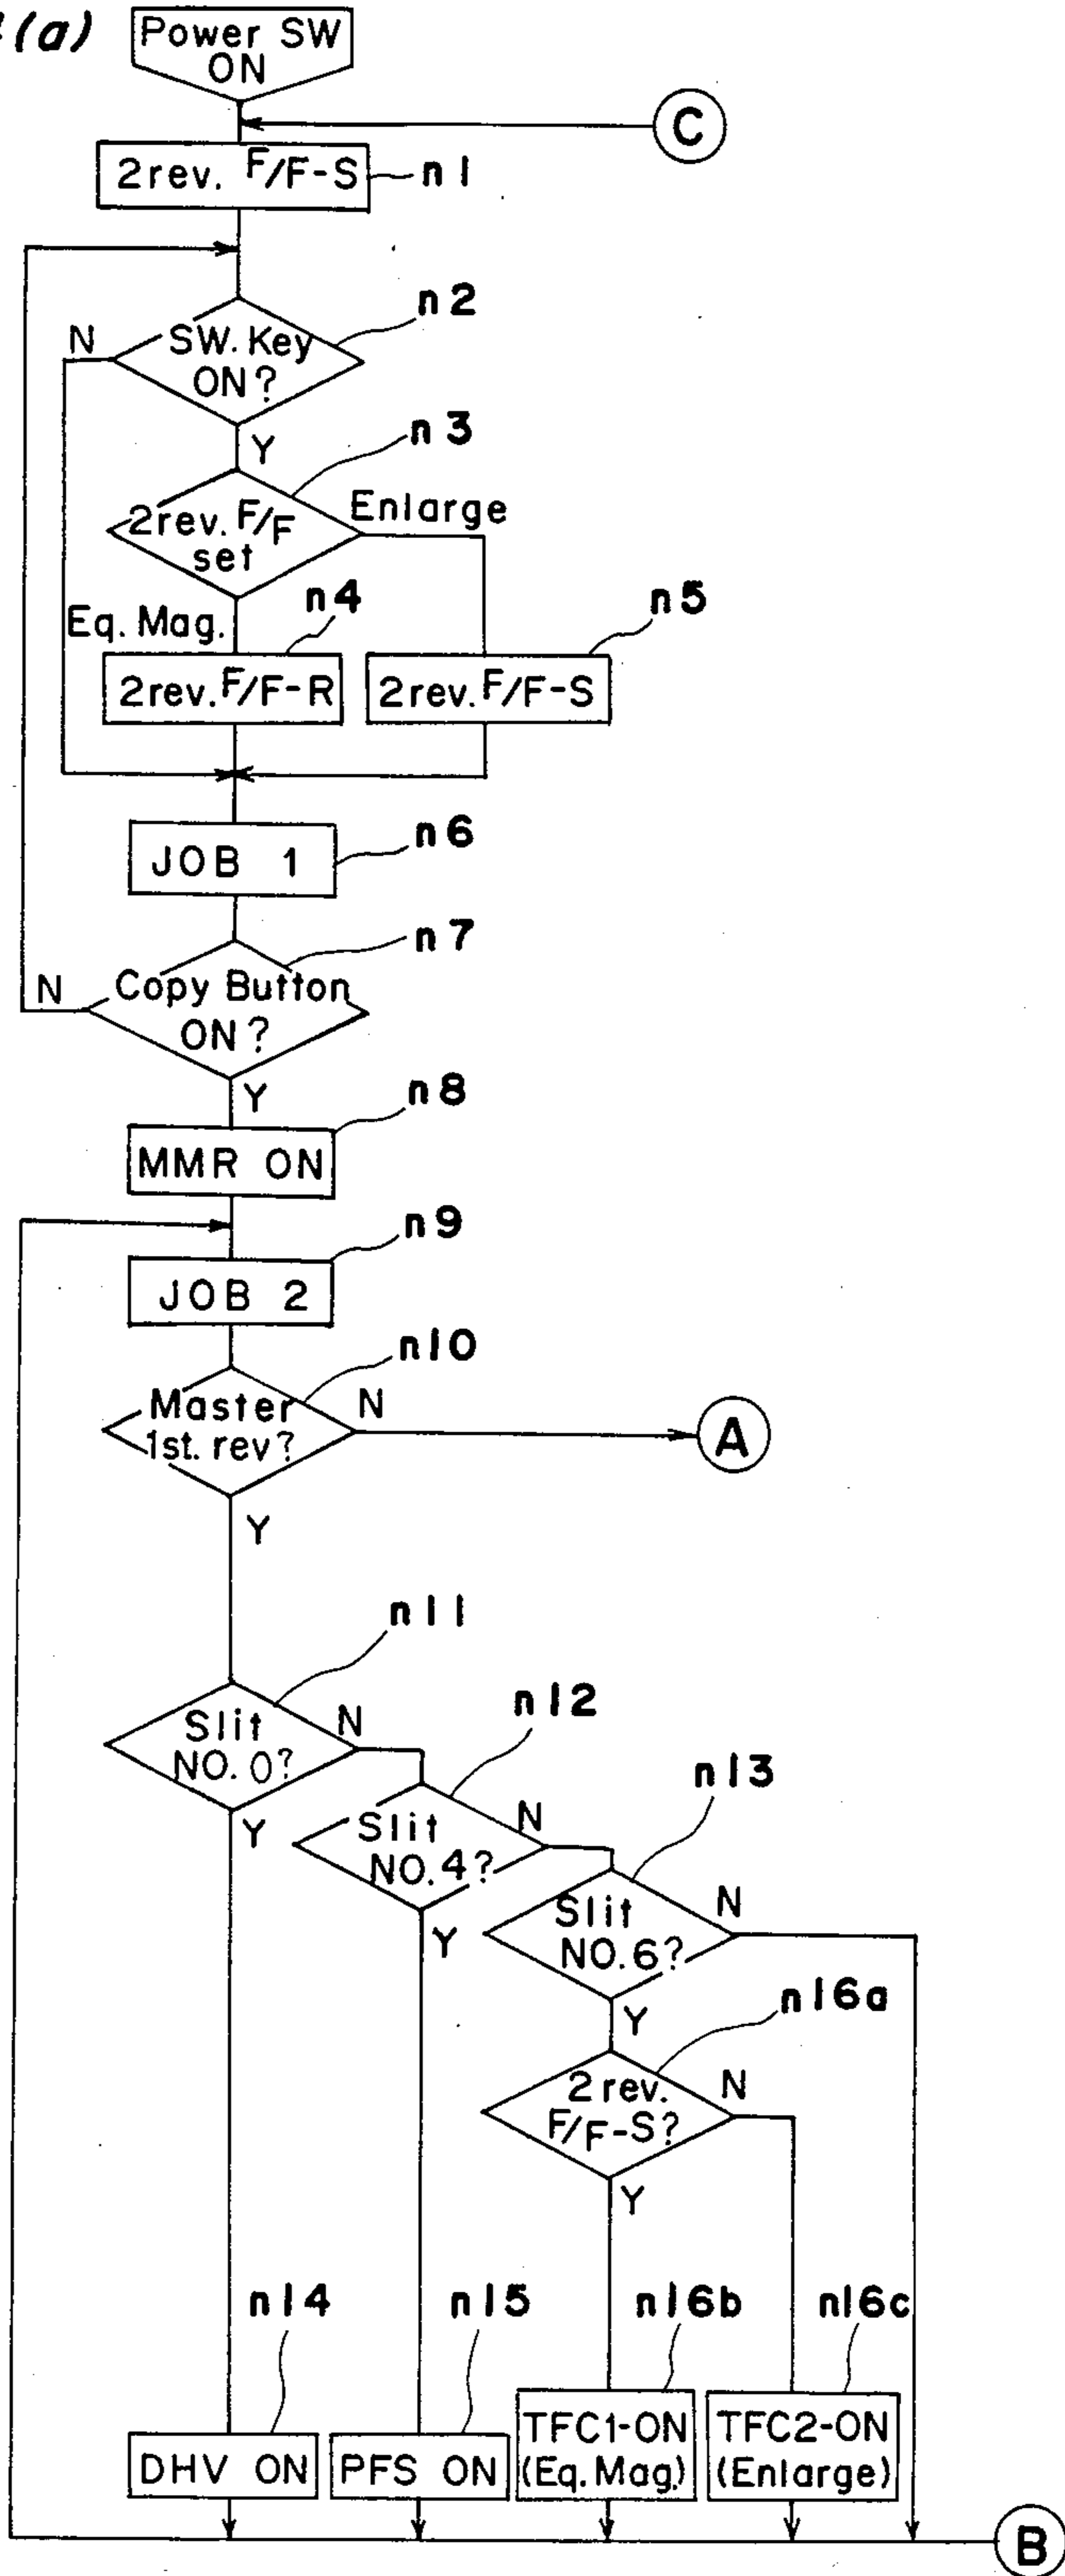 (a)
Power SW
ON
C
2rev. F/F-S
n1
n2
N
SW. Key
ON?
Y
n3
2rev. F/F
set
Enlarge
Eq. Mag.
n4
n5
2rev. F/F-R
2rev. F/F-S
JOB 1
n6
n7
N
Copy Button
ON?
Y
n8
MMR ON
n9
JOB 2
n10
Master
1st. rev?
N
A
Y
n11
Slit
NO. 0?
N
n12
Y
Slit
NO. 4?
N
n13
Y
Slit
NO. 6?
N
Y
n16a
2 rev.
F/F-S?
N
Y
n14
n15
n16b
n16c
DHV ON
PFS ON
TFC1-ON
(Eq. Mag.)
TFC2-ON
(Enlarge)
B